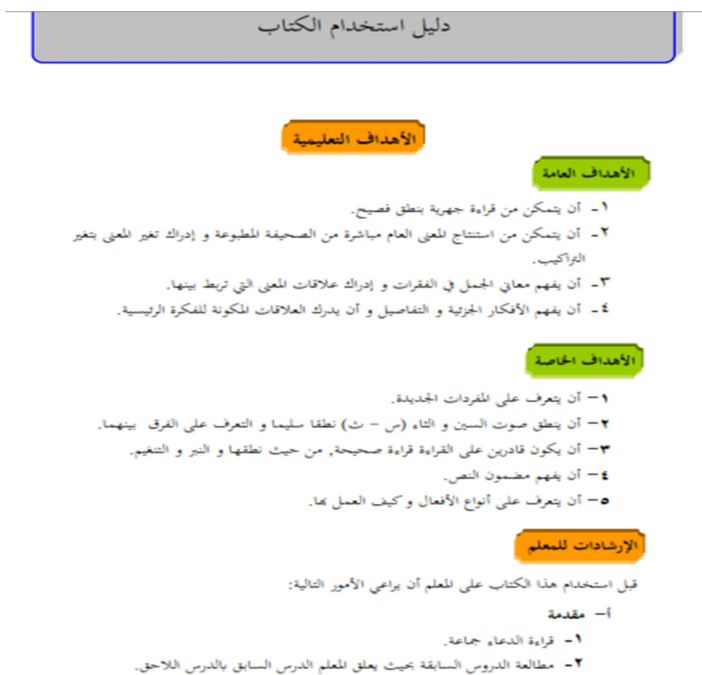 دليل استخدام الكتاب
الأهداف التعليمية
الأهداف العامة
١- أن يتمكن من قراءة جهرية بنطق فصيح.
٢- أن يتمكن من استنتاج المعنى العام مباشرة من الصحيفة المطبوعة و إدراك تغير المعنى بتغير
التراكيب.
٣- أن يفهم معاني الجمل في الفقرات و إدراك علاقات المعنى التي تربط بينها.
٤- أن يفهم الأفكار الجزئية و التفاصيل و أن يدرك العلاقات المكونة للفكرة الرئيسية.
الأهداف الخاصة
١- أن يتعرف على المفردات الجديدة.
٢- أن ينطق صوت السين و الثاء (س – ث) نطقا سليما و التعرف على الفرق بينهما.
٣- أن يكون قادرين على القراءة قراءة صحيحة, من حيث نطقها و النبر و التنغيم.
٤- أن يفهم مضمون النص.
٥- أن يتعرف على أنواع الأفعال و كيف العمل بها.
الإرشادات للمعلم
قبل استخدام هذا الكتاب على المعلم أن يراعي الأمور التالية:
أ- مقدمة
١- قراءة الدعاء جماعة.
٢- مطالعة الدروس السابقة بحيث يعلق المعلم الدرس السابق بالدرس اللاحق.